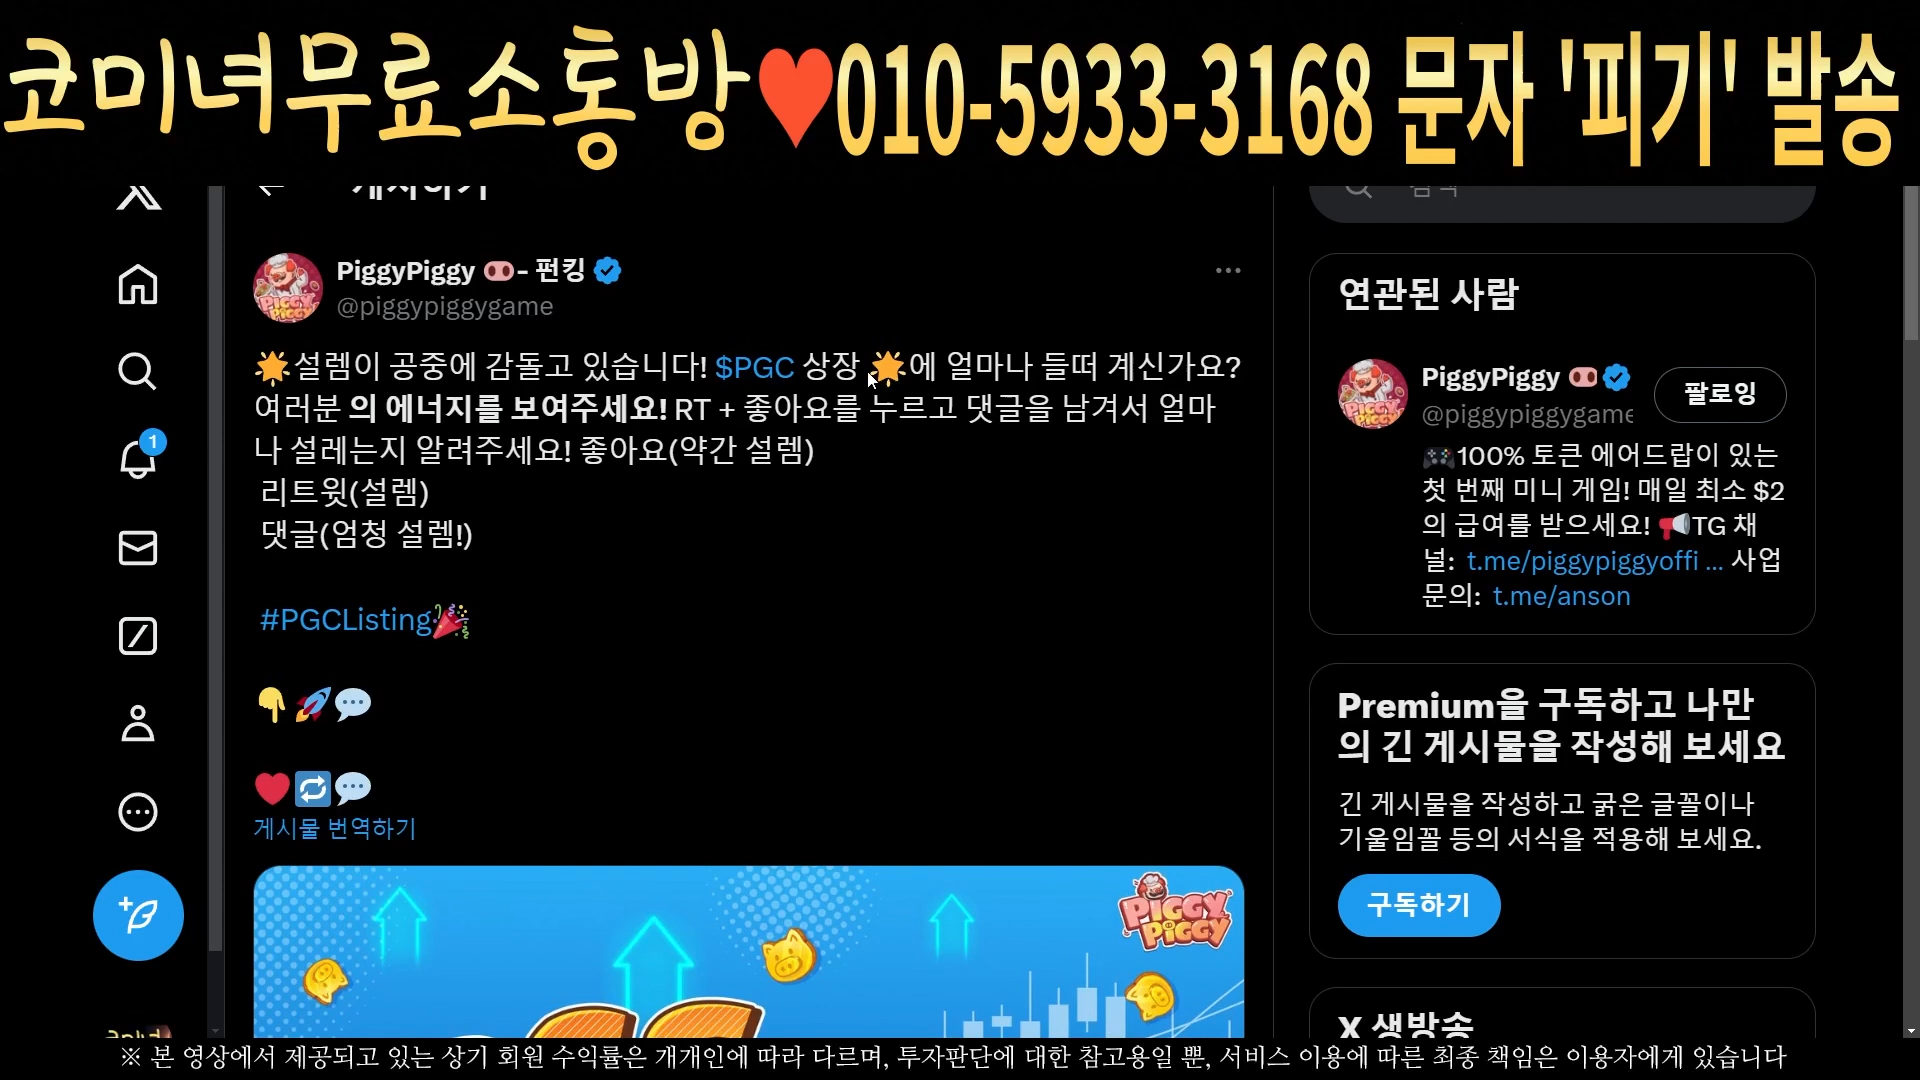 코미녀무료소통방♥010-5933-3168 문자 '피기' 발송
게시하기
검색
PiggyPiggy 🐽- 펀킹
@piggypiggygame
🌟설렘이 공중에 감돌고 있습니다! $PGC 상장 🌟에 얼마나 들떠 계신가요?
여러분 의 에너지를 보여주세요! RT + 좋아요를 누르고 댓글을 남겨서 얼마
나 설레는지 알려주세요! 좋아요(약간 설렘)
리트윗(설렘)
댓글(엄청 설렘!)
#PGCListing🎉
👇🚀💬
❤️🔁💬
게시물 번역하기
PIGGY
PIGGY
연관된 사람
PiggyPiggy 🐽
@piggypiggygame
팔로잉
🎮100% 토큰 에어드랍이 있는
첫 번째 미니 게임! 매일 최소 $2
의 급여를 받으세요! 📢TG 채
널: t.me/piggypiggyoffi ... 사업
문의: t.me/anson
Premium을 구독하고 나만
의 긴 게시물을 작성해 보세요
긴 게시물을 작성하고 굵은 글꼴이나
기울임꼴 등의 서식을 적용해 보세요.
구독하기
X 생방송
1
※ 본 영상에서 제공되고 있는 상기 회원 수익률은 개개인에 따라 다르며, 투자판단에 대한 참고용일 뿐, 서비스 이용에 따른 최종 책임은 이용자에게 있습니다